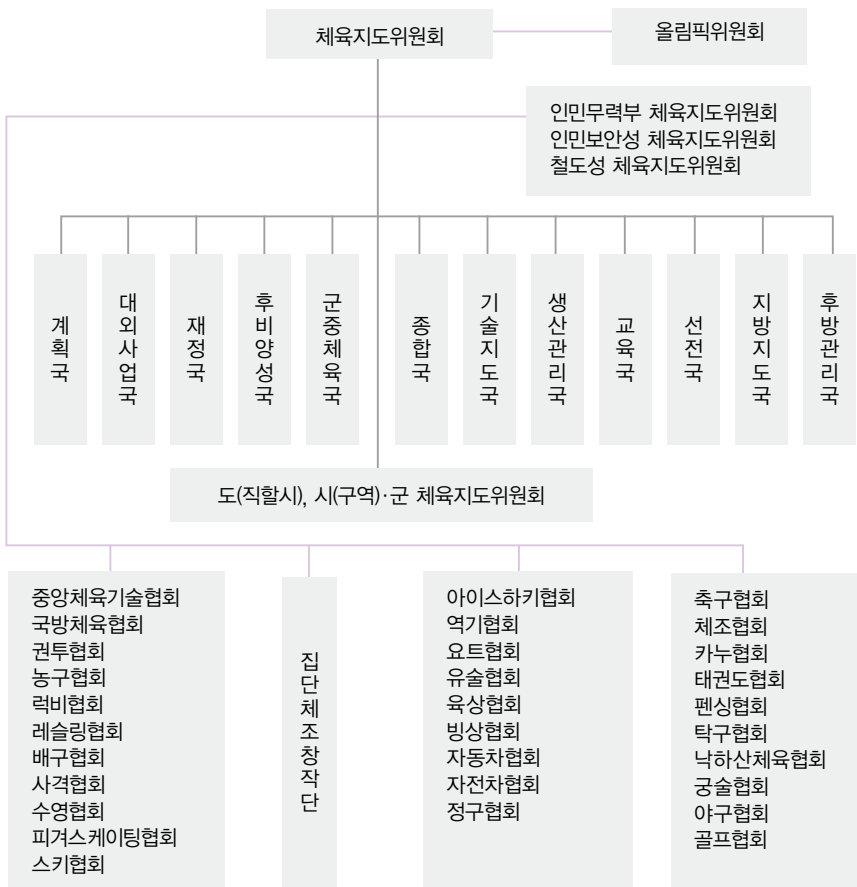 체육지도위원회
올림픽위원회
인민무력부 체육지도위원회
인민보안성 체육지도위원회
철도성 체육지도위원회
계획국
대외사업국
재정국
후비양성국
군중체육국
종합국
기술지도국
생산관리국
교육국
선전국
지방지도국
후방관리국
도(직할시), 시(구역)·군 체육지도위원회
중앙체육기술협회
국방체육협회
권투협회
농구협회
럭비협회
레슬링협회
배구협회
사격협회
수영협회
피겨스케이팅협회
스키협회
집단체조창작단
아이스하키협회
역기협회
요트협회
유술협회
육상협회
빙상협회
자동차협회
자전차협회
정구협회
축구협회
체조협회
카누협회
태권도협회
펜싱협회
탁구협회
낙하산체육협회
궁술협회
야구협회
골프협회